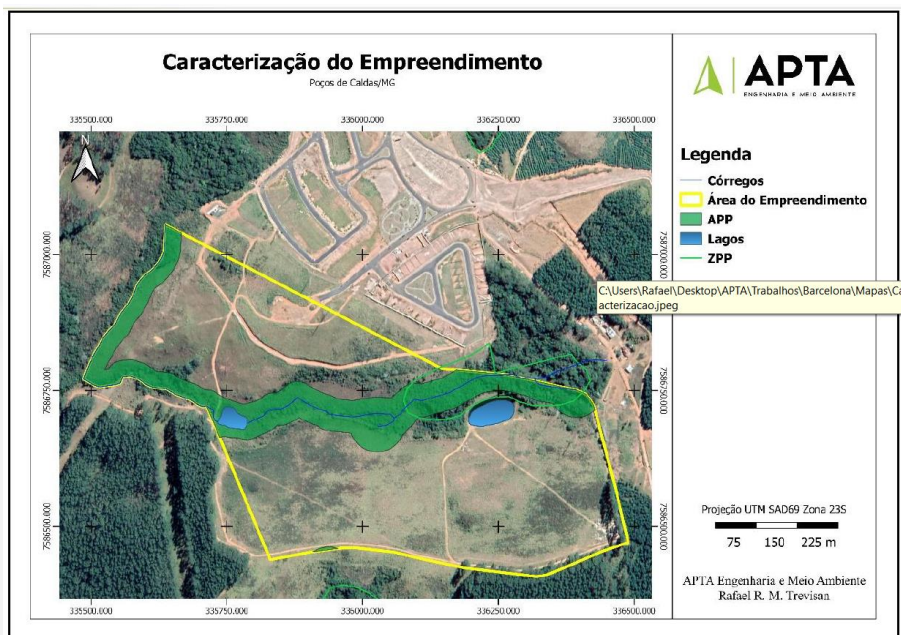 Caracterização do Empreendimento
Poços de Caldas/MG
APTA
ENGENHARIA E MEIO AMBIENTE
335500.000 335750.000 336000.000 336250.000 336500.000
N
7587000.000 7587000.000
7586750.000 7586750.000
7586500.000 7586500.000
335500.000 335750.000 336000.000 336250.000 336500.000
Legenda
Córregos
Área do Empreendimento
APP
Lagos
ZPP
C:\Users\Rafael\Desktop\APTA\Trabalhos\Barcelona\Mapas\Ca
acterizacao.jpeg
Projeção UTM SAD69 Zona 23S
75 150 225 m
APTA Engenharia e Meio Ambiente
Rafael R. M. Trevisan